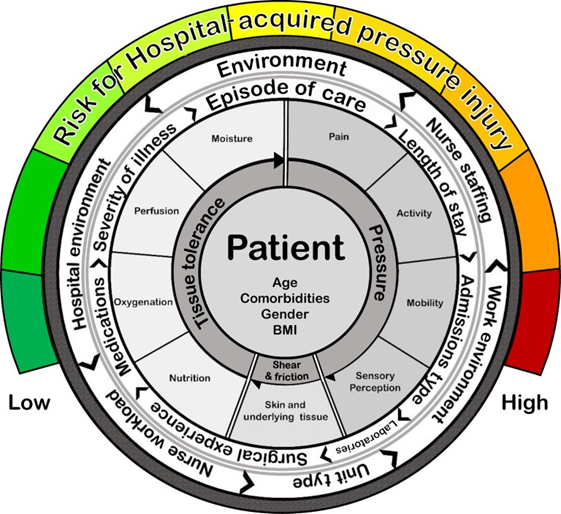 Risk for Hospital-acquired pressure injury
Low
High
Environment
Nurse staffing
Work environment
Unit type
Nurse workload
Hospital environment
Episode of care
Length of stay
Admissions type
Laboratories
Surgical experience
Medications
Severity of illness
Moisture
Pain
Activity
Mobility
Sensory
Perception
Skin and
underlying tissue
Nutrition
Oxygenation
Perfusion
Tissue tolerance
Pressure
Shear
& friction
Patient
Age
Comorbidities
Gender
BMI